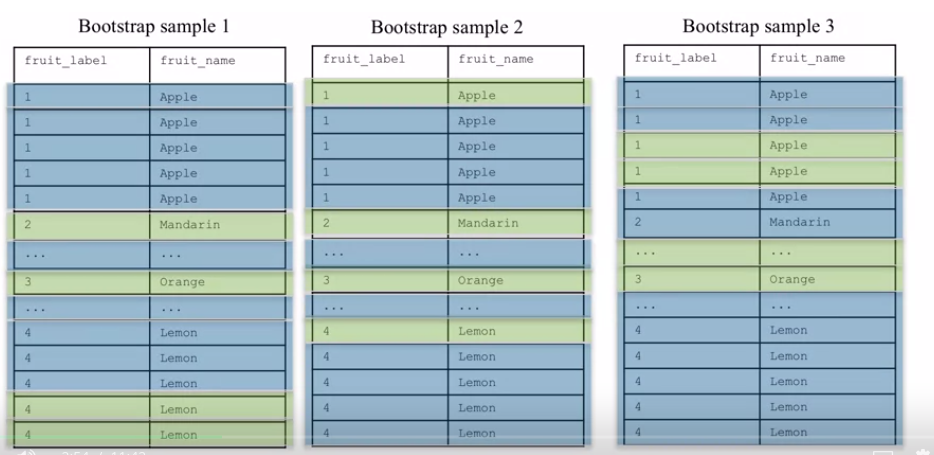 Bootstrap sample 1
fruit_label fruit_name
1 Apple
1 Apple
1 Apple
1 Apple
1 Apple
2 Mandarin
... ...
3 Orange
... ...
4 Lemon
4 Lemon
4 Lemon
4 Lemon
4 Lemon
Bootstrap sample 2
fruit_label fruit_name
1 Apple
1 Apple
1 Apple
1 Apple
1 Apple
2 Mandarin
... ...
3 Orange
... ...
4 Lemon
4 Lemon
4 Lemon
4 Lemon
4 Lemon
Bootstrap sample 3
fruit_label fruit_name
1 Apple
1 Apple
1 Apple
1 Apple
1 Apple
2 Mandarin
... ...
3 Orange
... ...
4 Lemon
4 Lemon
4 Lemon
4 Lemon
4 Lemon